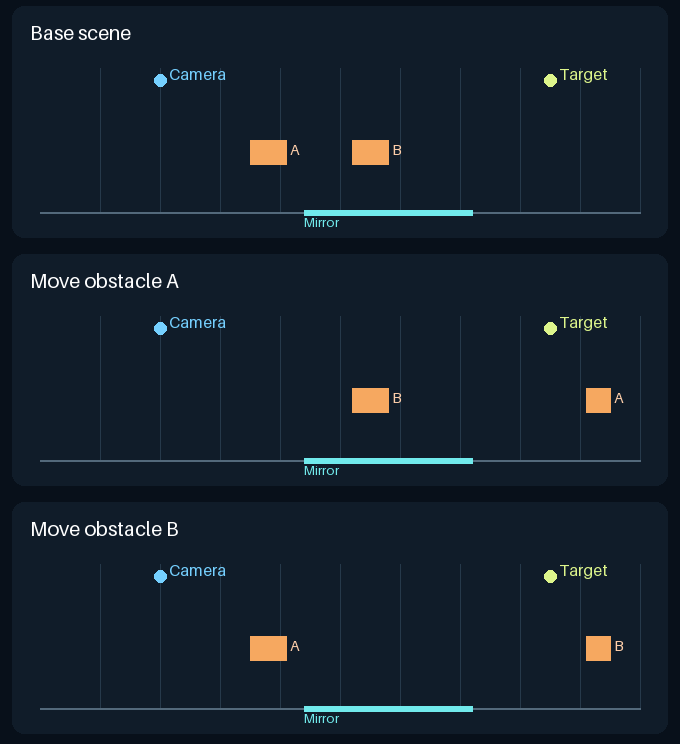 Base scene
Camera
Target
A
B
Mirror
Move obstacle A
Camera
Target
B
A
Mirror
Move obstacle B
Camera
Target
A
B
Mirror